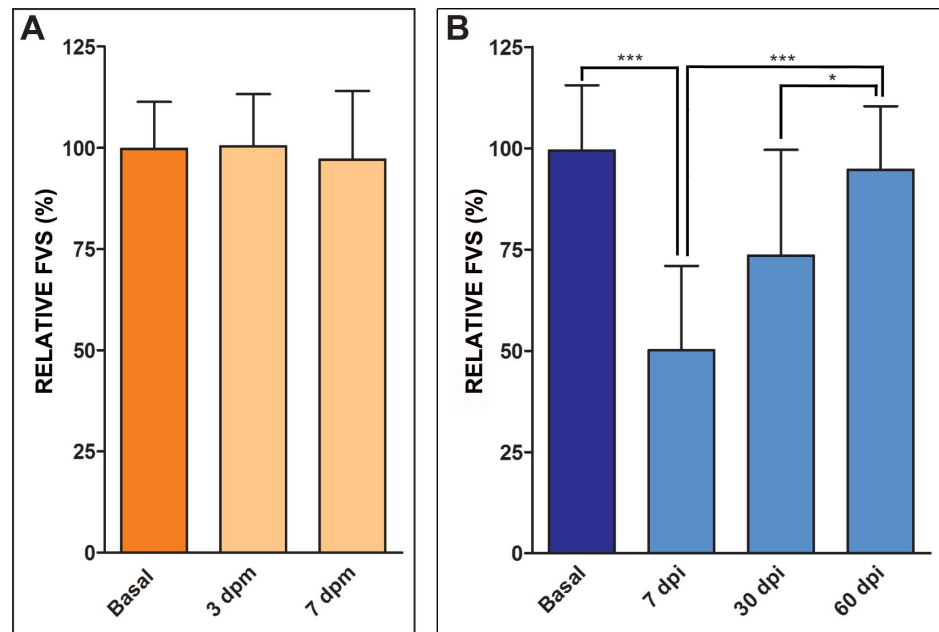 A
RELATIVE FVS (%)
125
100
75
50
25
0
Basal
3 dpm
7 dpm
B
RELATIVE FVS (%)
125
100
75
50
25
0
***
***
*
Basal
7 dpi
30 dpi
60 dpi